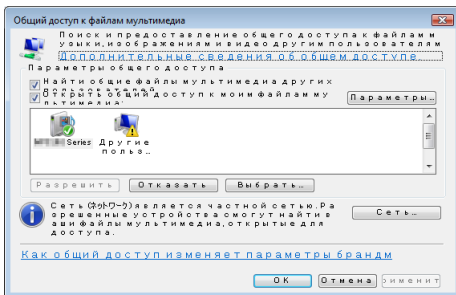 Общий доступ к файлам мультимедиа
Поиск и предоставление общего доступа к файлам м
узыки, изображениям и видео другим пользователям
Дополнительные сведения об общем доступе
Параметры общего доступа
Найти общие файлы мультимедиа других
пользователей
Открыть общий доступ к моим файлам му
льтимедиа:
Параметры...
Series
Другие
польз...
Разрешить
Отказать
Выбрать...
Сеть (ネットワーク) является частной сетью. Ра
зрешенные устройства смогут найти в
аши файлы мультимедиа, открытые для
доступа.
Сеть...
Как общий доступ изменяет параметры брандм
OK
Отмена
рименит